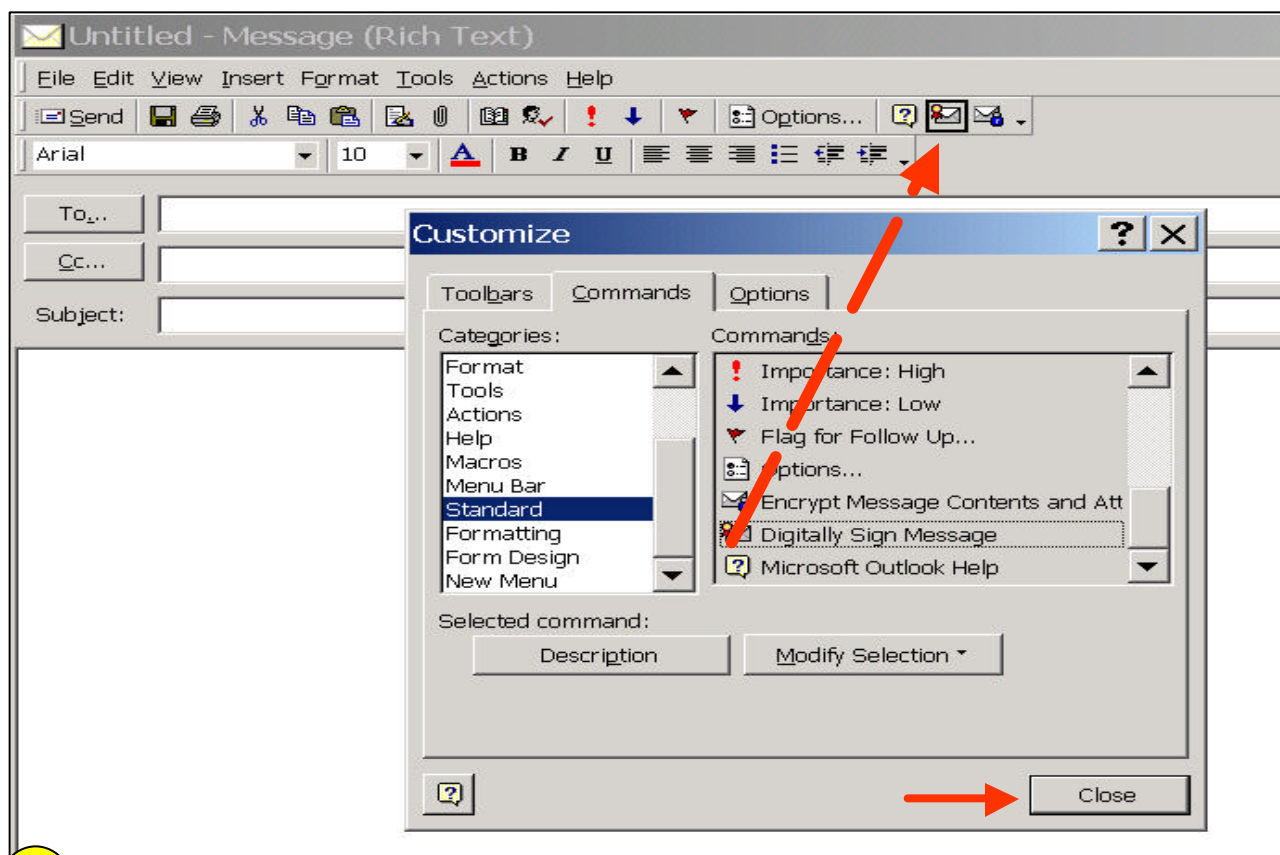 Untitled - Message (Rich Text)
File Edit View Insert Format Tools Actions Help
Send Options...
Arial 10 A B I U
To...
Cc...
Subject:
Customize
Toolbars Commands Options
Categories: Commands:
Format
Tools
Actions
Help
Macros
Menu Bar
Standard
Formatting
Form Design
New Menu
Importance: High
Importance: Low
Flag for Follow Up...
Options...
Encrypt Message Contents and Att
Digitally Sign Message
Microsoft Outlook Help
Selected command:
Description Modify Selection
Close